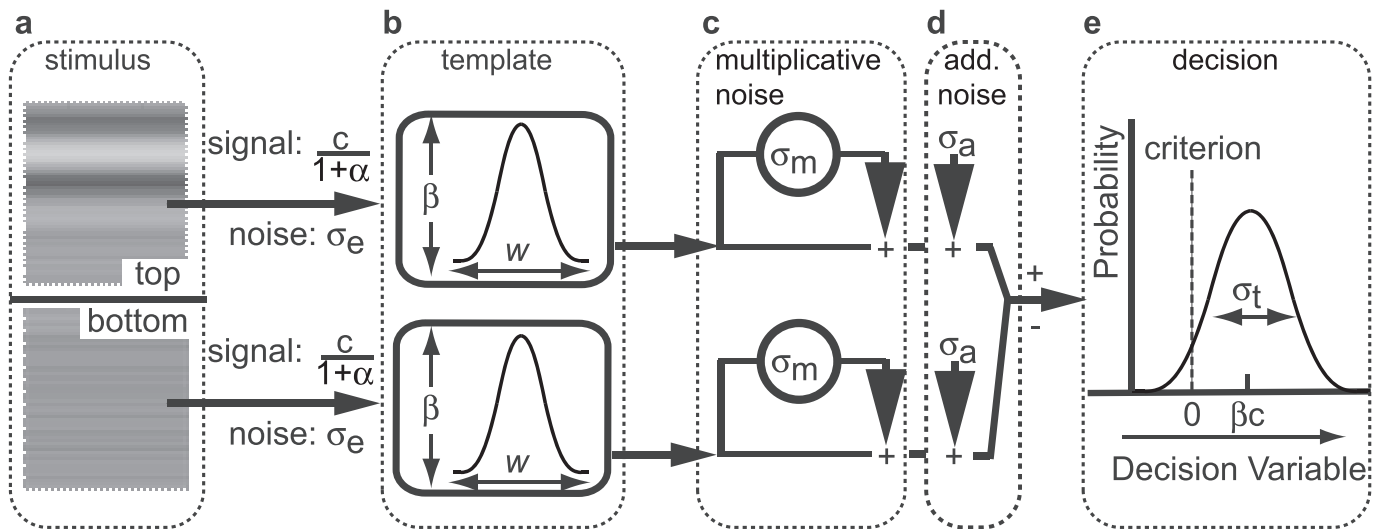 a
stimulus
top
bottom
signal: c
1+α
noise: σe
signal: c
1+α
noise: σe
b
template
β
w
β
w
c
multiplicative
noise
σm
+
σm
+
d
add.
noise
σa
+
σa
+
+
-
e
decision
Probability
criterion
σt
0 βc
Decision Variable